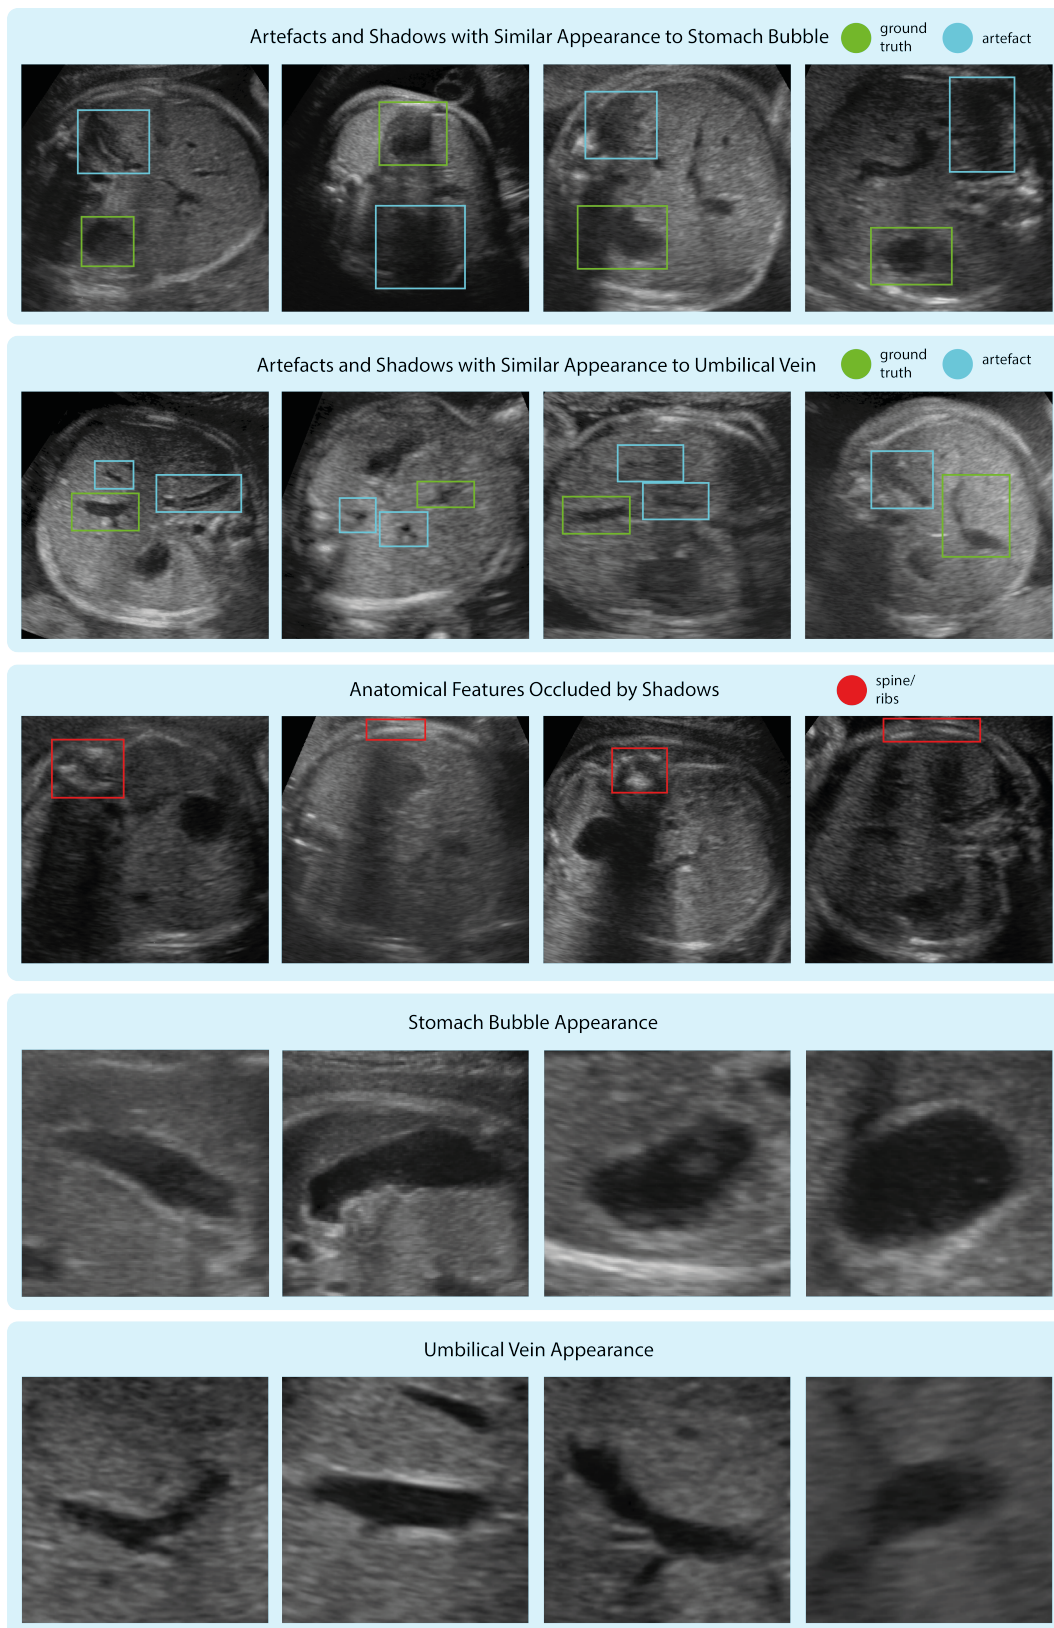 Artefacts and Shadows with Similar Appearance to Stomach Bubble
ground
truth
artefact
Artefacts and Shadows with Similar Appearance to Umbilical Vein
ground
truth
artefact
Anatomical Features Occluded by Shadows
spine/
ribs
Stomach Bubble Appearance
Umbilical Vein Appearance